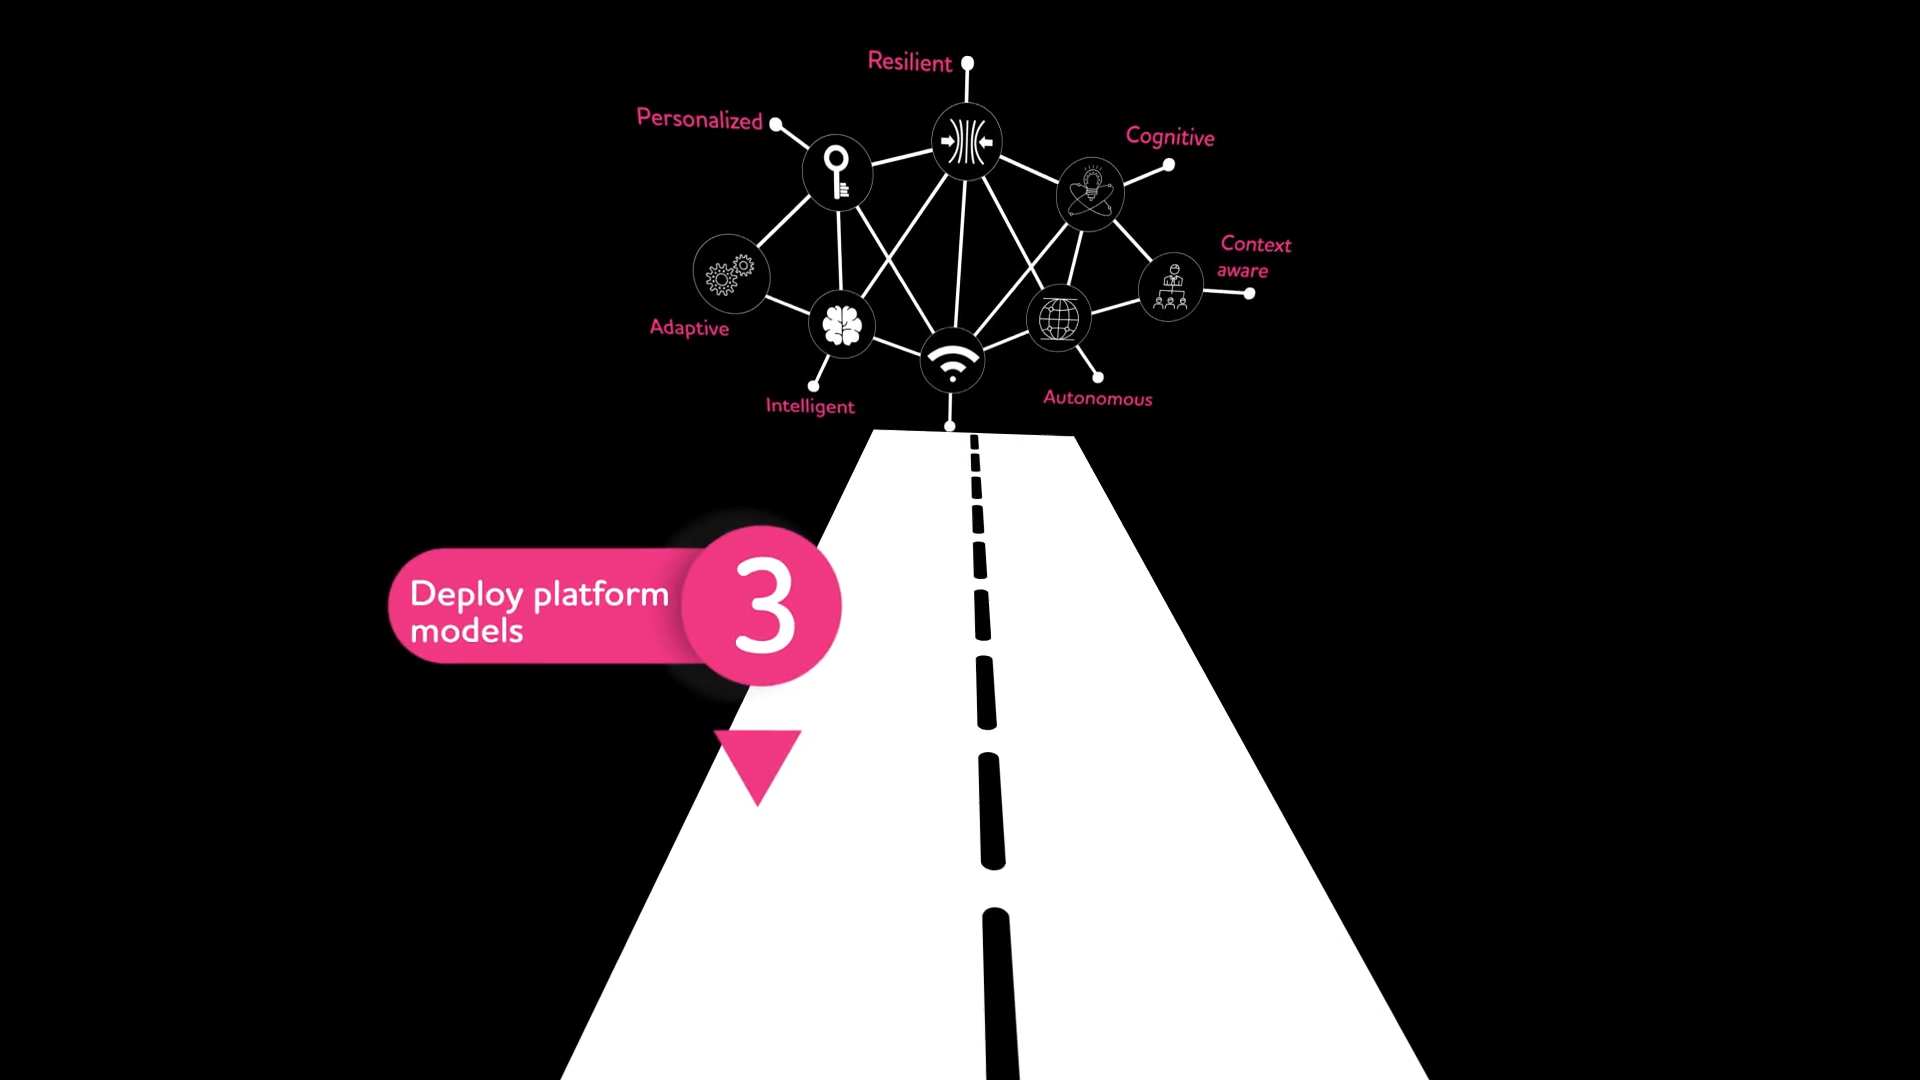 Resilient
Personalized
Cognitive
Context
aware
Adaptive
Intelligent
Autonomous
Deploy platform
models
3